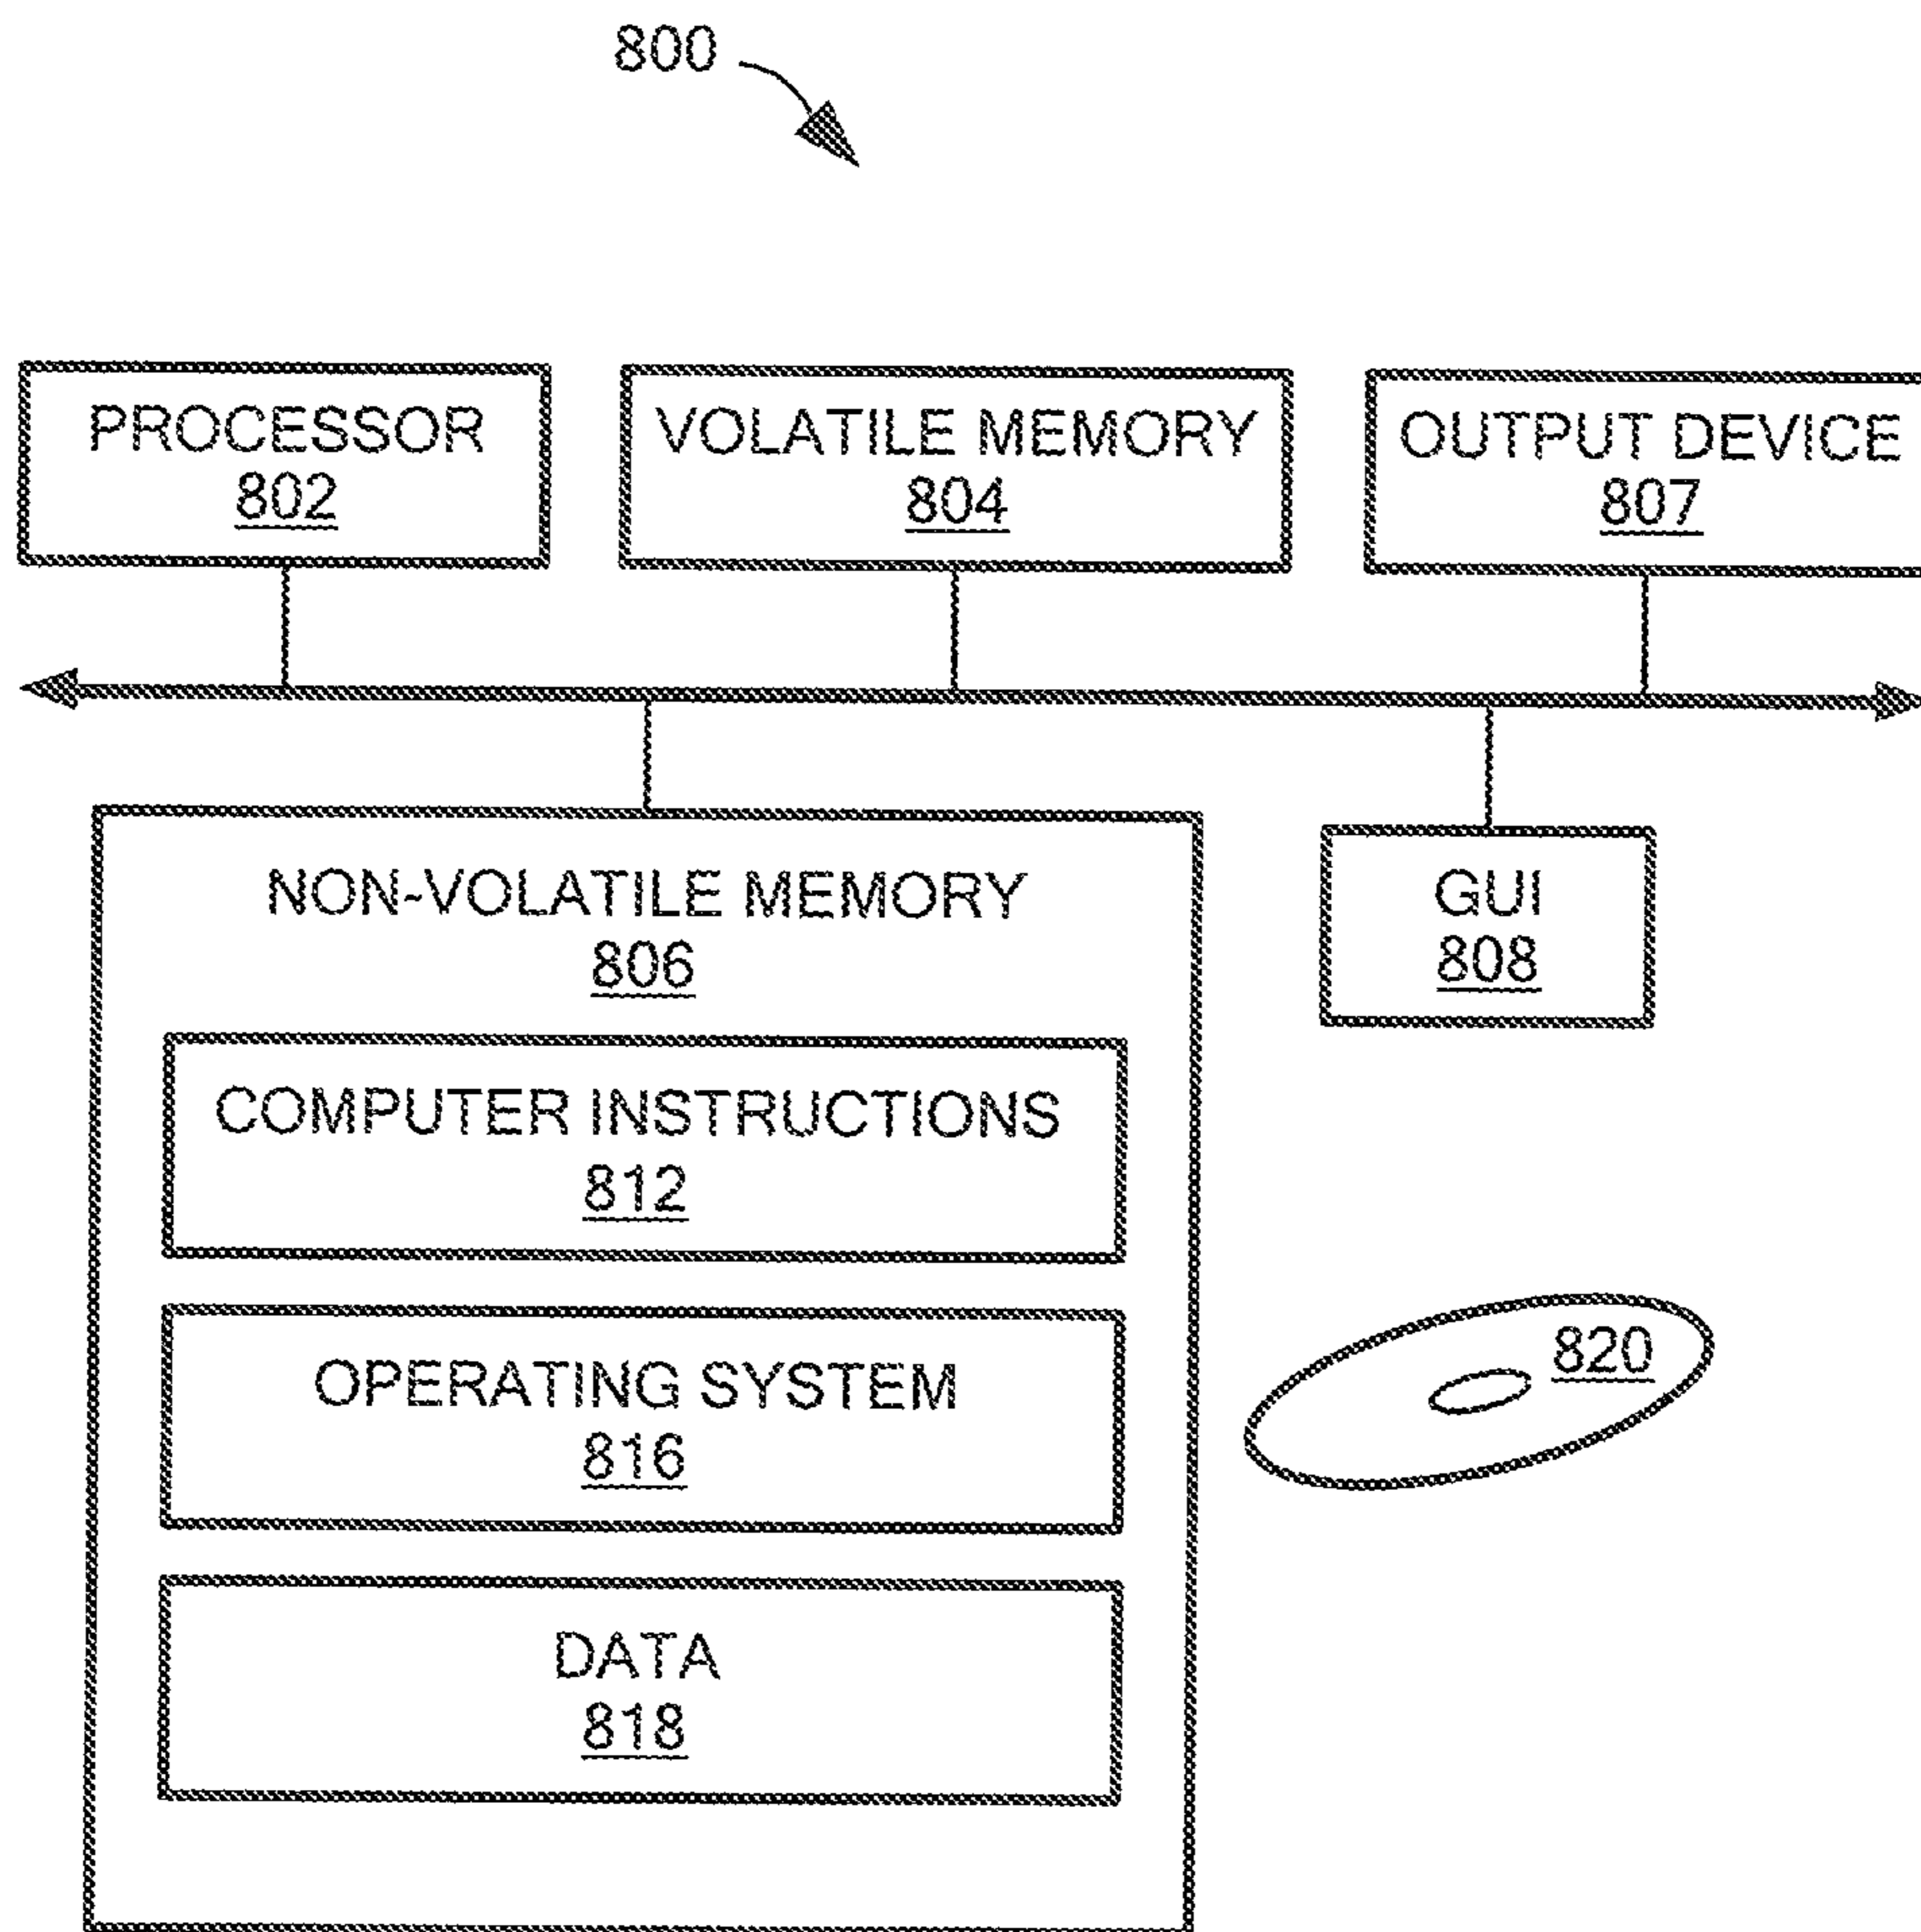 800
PROCESSOR
802
VOLATILE MEMORY
804
OUTPUT DEVICE
807
NON-VOLATILE MEMORY
806
GUI
808
COMPUTER INSTRUCTIONS
812
OPERATING SYSTEM
816
820
DATA
818